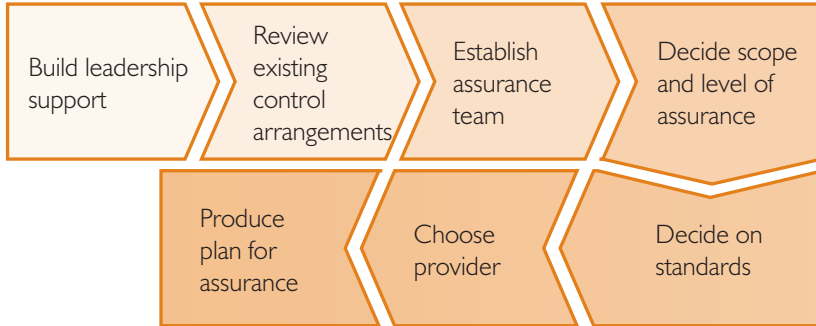 Build leadership
support
Review
existing
control
arrangements
Establish
assurance
team
Decide scope
and level of
assurance
Decide on
standards
Choose
provider
Produce
plan for
assurance